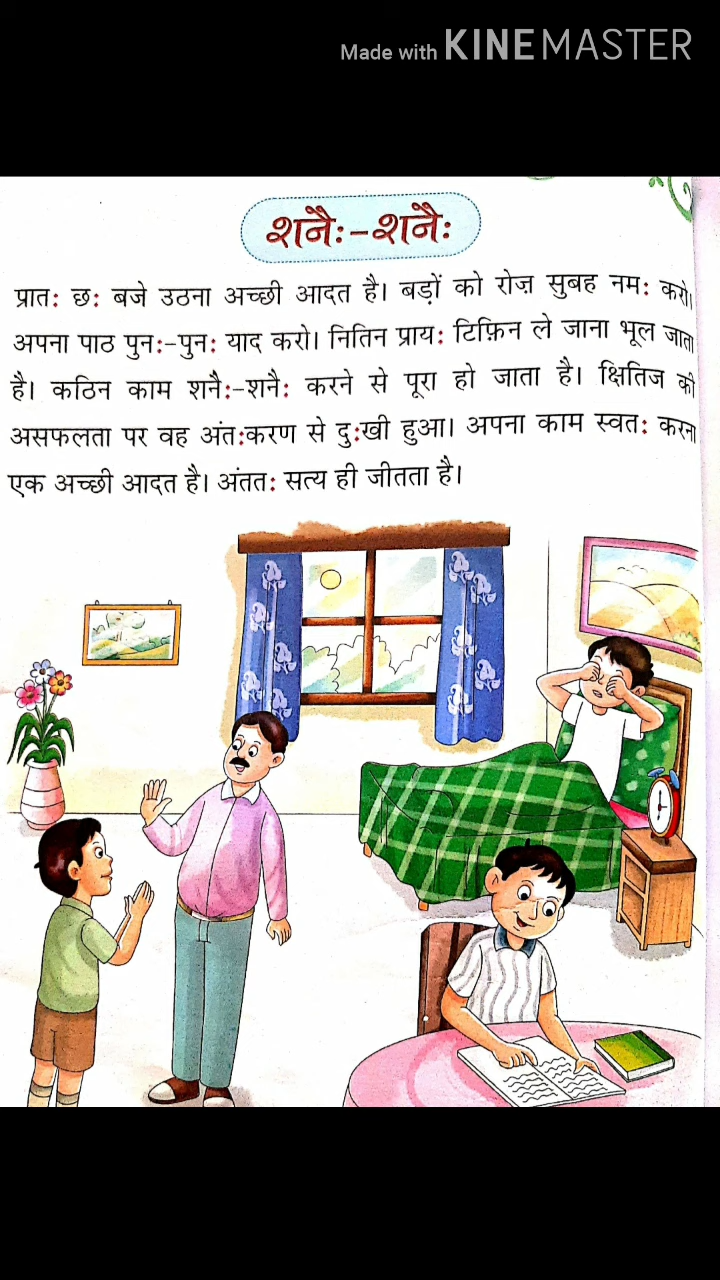 Made with KINEMASTER
शनैः-शनैः
प्रातः छः बजे उठना अच्छी आदत है। बड़ों को रोज़ सुबह नमः करो।
अपना पाठ पुनः-पुनः याद करो। नितिन प्रायः टिफ़िन ले जाना भूल जाता
है। कठिन काम शनैः-शनैः करने से पूरा हो जाता है। क्षितिज की
असफलता पर वह अंतःकरण से दुःखी हुआ। अपना काम स्वतः करना
एक अच्छी आदत है। अंततः सत्य ही जीतता है।